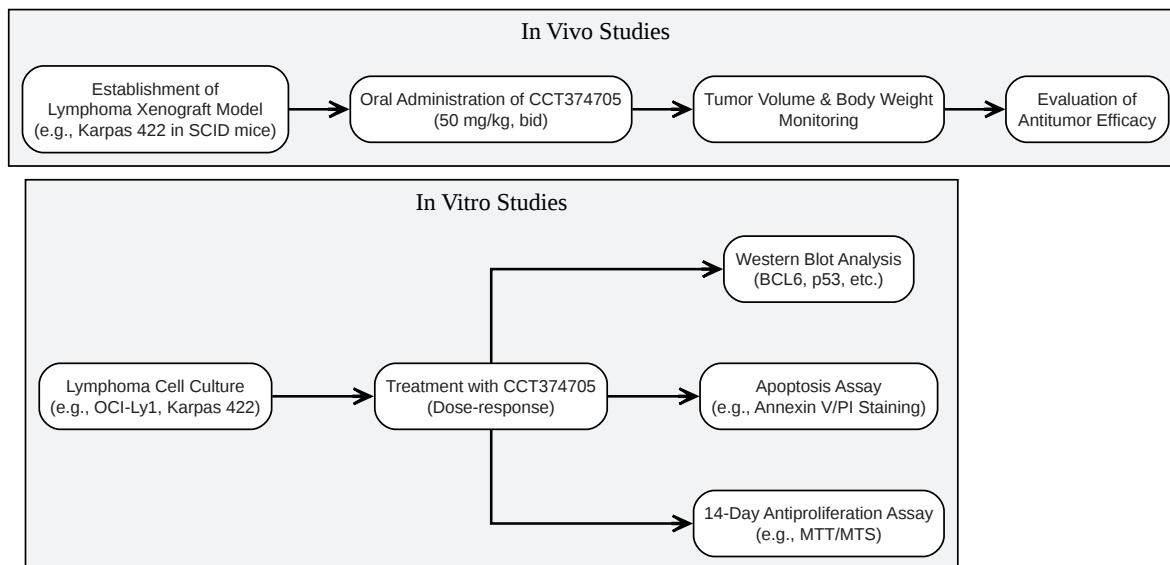 In Vivo Studies
Establishment of
Lymphoma Xenograft Model
(e.g., Karpas 422 in SCID mice)
Oral Administration of CCT374705
(50 mg/kg, bid)
Tumor Volume & Body Weight
Monitoring
Evaluation of
Antitumor Efficacy
In Vitro Studies
Lymphoma Cell Culture
(e.g., OCI-Ly1, Karpas 422)
Treatment with CCT374705
(Dose-response)
Western Blot Analysis
(BCL6, p53, etc.)
Apoptosis Assay
(e.g., Annexin V/PI Staining)
14-Day Antiproliferation Assay
(e.g., MTT/MTS)